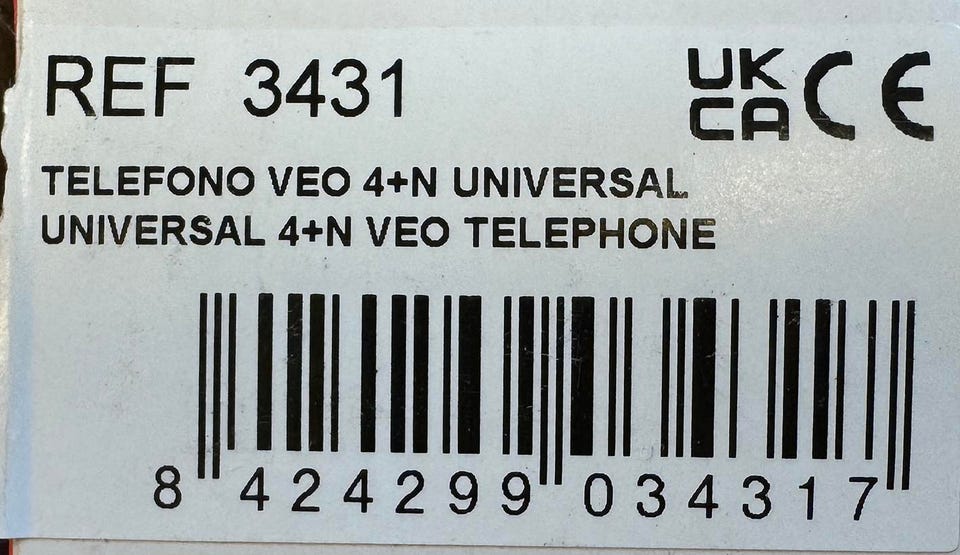 REF 3431
UK
CA CE
TELEFONO VEO 4+N UNIVERSAL
UNIVERSAL 4+N VEO TELEPHONE
8 424299 034317